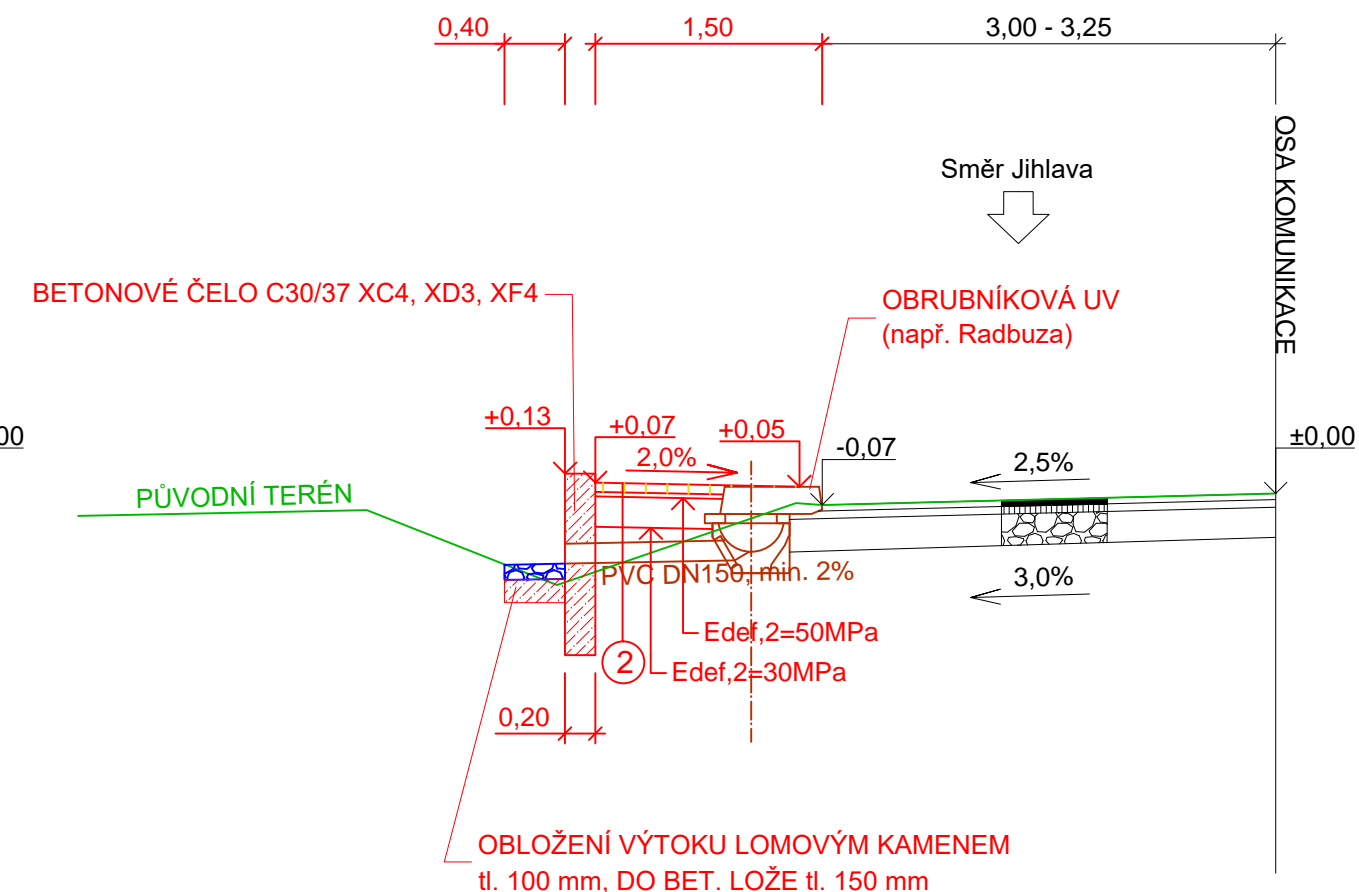 0,40
1,50
3,00 - 3,25
OSA KOMUNIKACE
Směr Jihlava
BETONOVÉ ČELO C30/37 XC4, XD3, XF4
OBRUBNÍKOVÁ UV
(např. Radbuza)
+0,13
+0,07
+0,05
-0,07
±0,00
00
2,0%
2,5%
PŮVODNÍ TERÉN
PVC DN150, min. 2%
3,0%
Edef,2=50MPa
2
Edef,2=30MPa
0,20
OBLOŽENÍ VÝTOKU LOMOVÝM KAMENEM
tl. 100 mm, DO BET. LOŽE tl. 150 mm